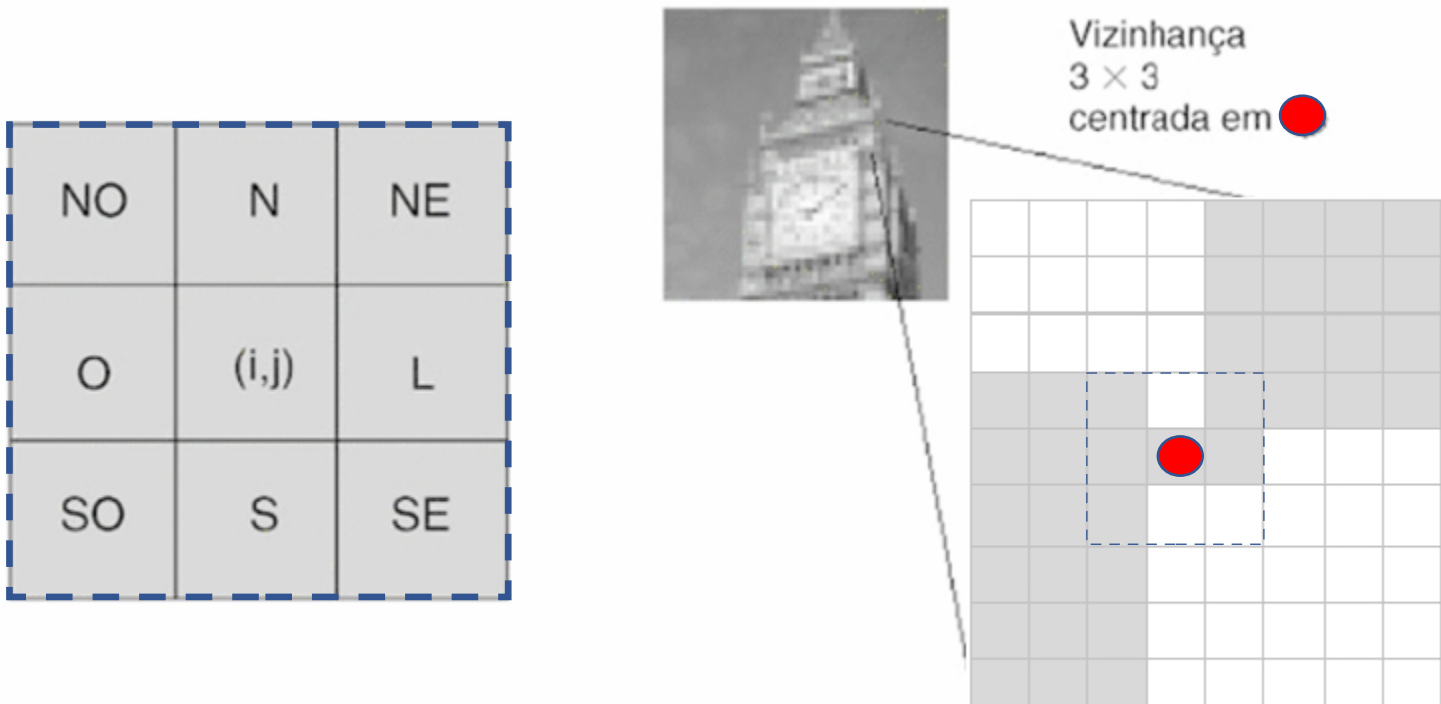 NO N NE
O (i,j) L
SO S SE
Vizinhança
3 × 3
centrada em